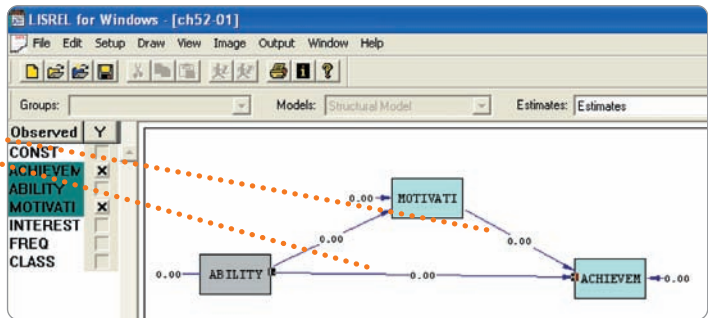 LISREL for Windows - [ch52-01]
File Edit Setup Draw View Image Output Window Help
Groups: Models: Structural Model Estimates: Estimates
Observed Y
CONST
ACHIEVEM X
ABILITY
MOTIVATI X
INTEREST
FREQ
CLASS
0.00 MOTIVATI
0.00 0.00
0.00 ABILITY 0.00 ACHIEVEM 0.00